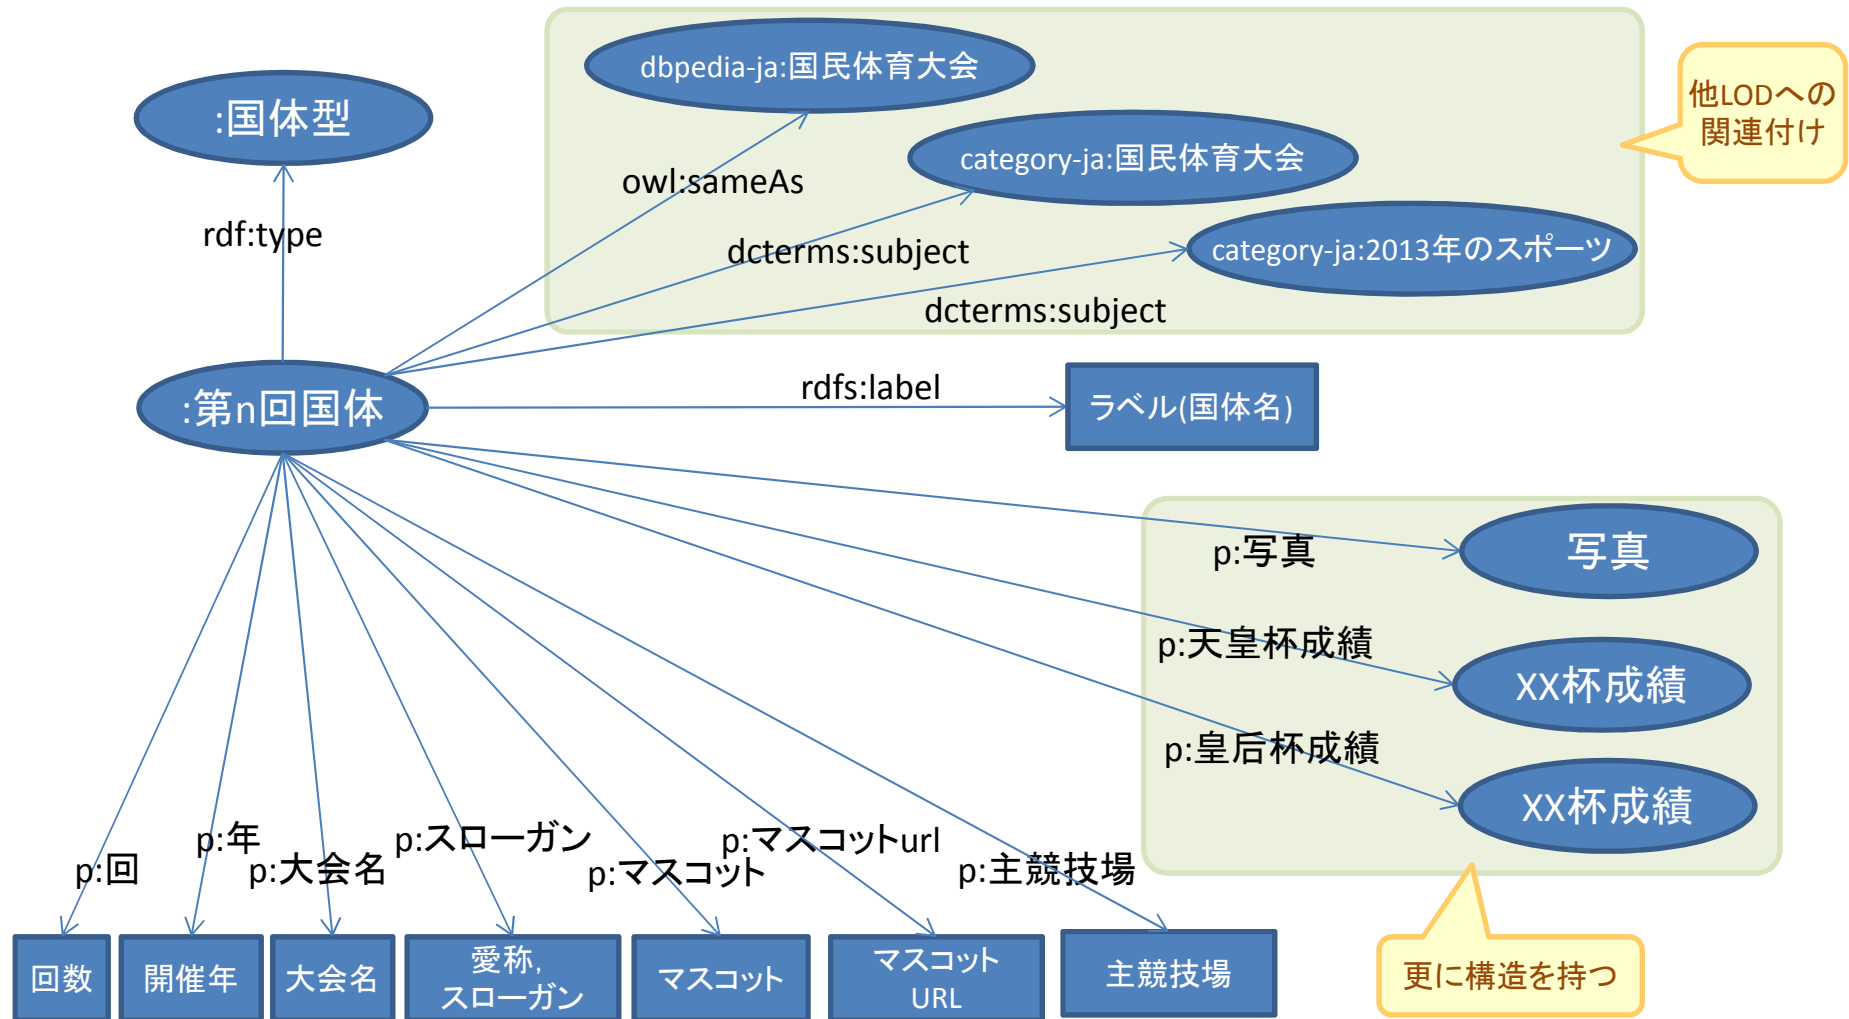 dbpedia-ja:国民体育大会
他LODへの
関連付け
:国体型
category-ja:国民体育大会
owl:sameAs
rdf:type
dcterms:subject
category-ja:2013年のスポーツ
dcterms:subject
:第n回国体
rdfs:label
ラベル(国体名)
p:写真
写真
p:天皇杯成績
XX杯成績
p:皇后杯成績
XX杯成績
p:回
p:年
p:大会名
p:スローガン
p:マスコット
p:マスコットurl
p:主競技場
回数
開催年
大会名
愛称,
スローガン
マスコット
マスコット
URL
主競技場
更に構造を持つ